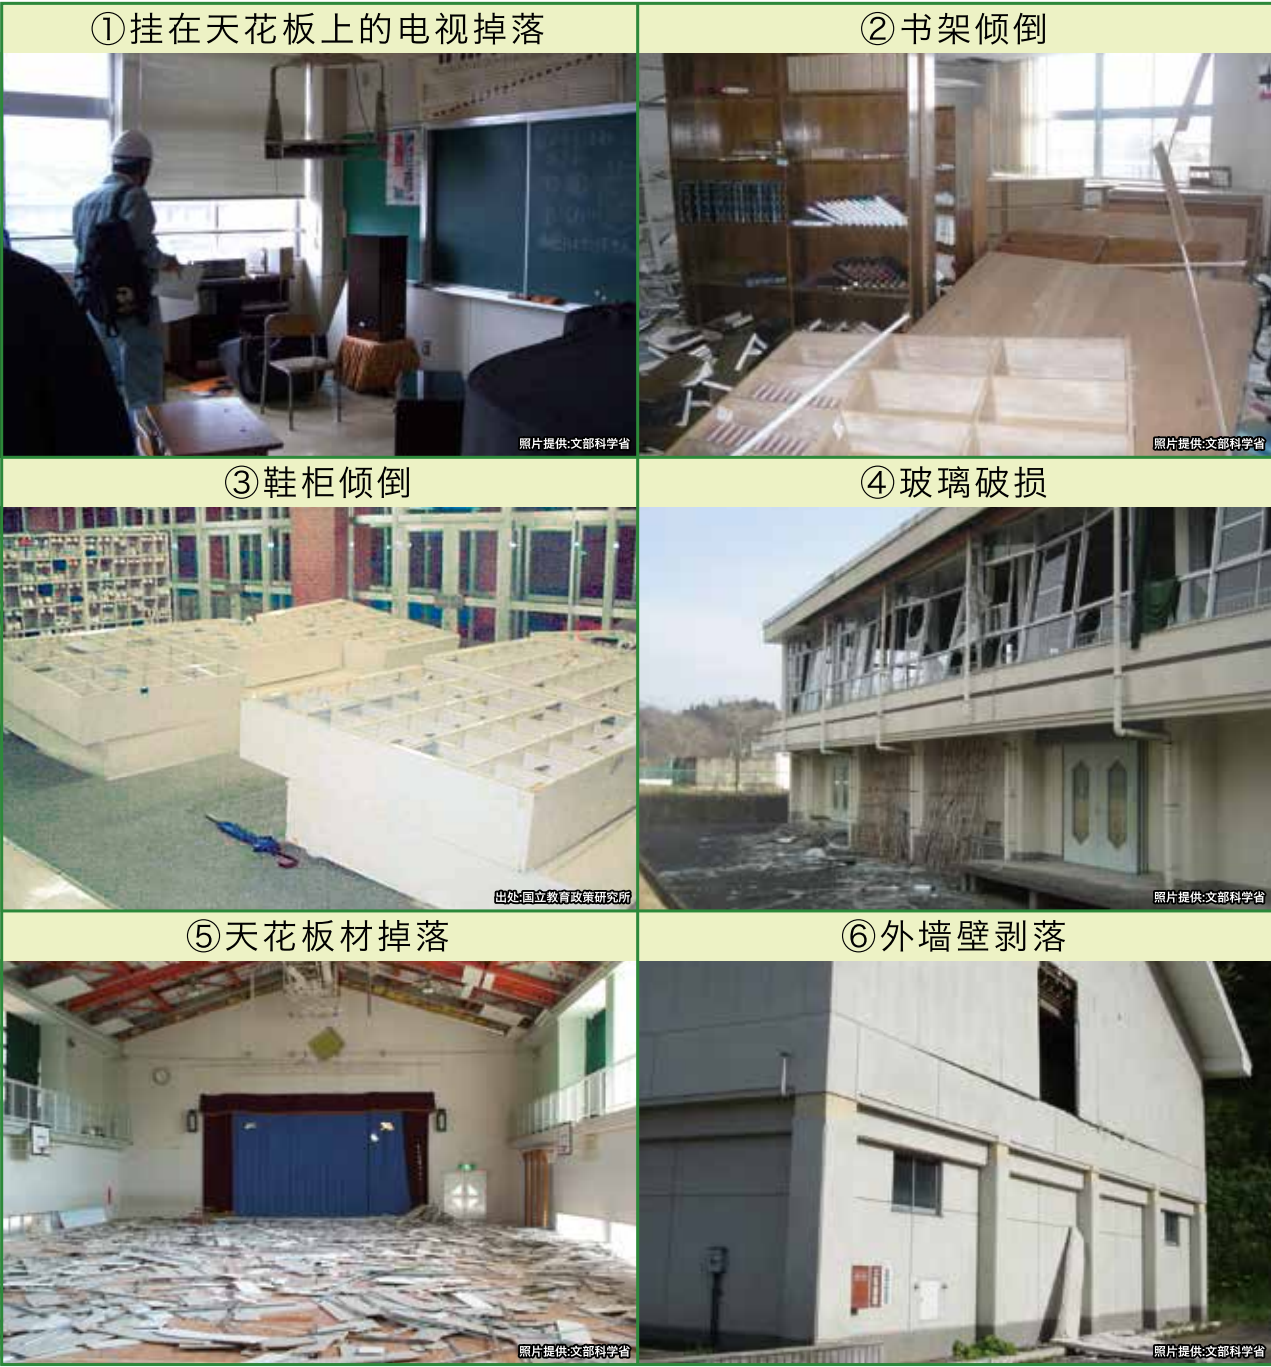 ①挂在天花板上的电视掉落
②书架倾倒
照片提供:文部科学省
照片提供:文部科学省
③鞋柜倾倒
④玻璃破损
出处:国立教育政策研究所
照片提供:文部科学省
⑤天花板材掉落
⑥外墙壁剥落
照片提供:文部科学省
照片提供:文部科学省